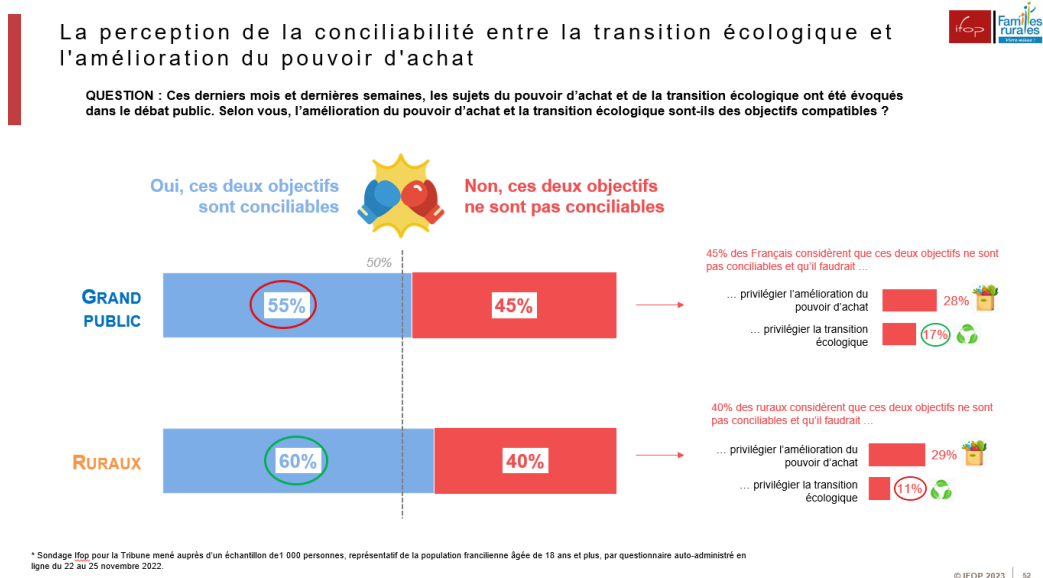 La perception de la conciliabilité entre la transition écologique et
l'amélioration du pouvoir d'achat
ifop
Familles
rurales
Vivre mieux !
QUESTION : Ces derniers mois et dernières semaines, les sujets du pouvoir d’achat et de la transition écologique ont été évoqués
dans le débat public. Selon vous, l’amélioration du pouvoir d’achat et la transition écologique sont-ils des objectifs compatibles ?
Oui, ces deux objectifs
sont conciliables
Non, ces deux objectifs
ne sont pas conciliables
50%
GRAND
PUBLIC
55%
45%
45% des Français considèrent que ces deux objectifs ne sont
pas conciliables et qu’il faudrait …
… privilégier l’amélioration du
pouvoir d’achat
28%
… privilégier la transition
écologique
17%
RURAUX
60%
40%
40% des ruraux considèrent que ces deux objectifs ne sont
pas conciliables et qu’il faudrait …
… privilégier l’amélioration du
pouvoir d’achat
29%
… privilégier la transition
écologique
11%
* Sondage Ifop pour la Tribune mené auprès d’un échantillon de1 000 personnes, représentatif de la population francilienne âgée de 18 ans et plus, par questionnaire auto-administré en
ligne du 22 au 25 novembre 2022.
© IFOP 2023
52